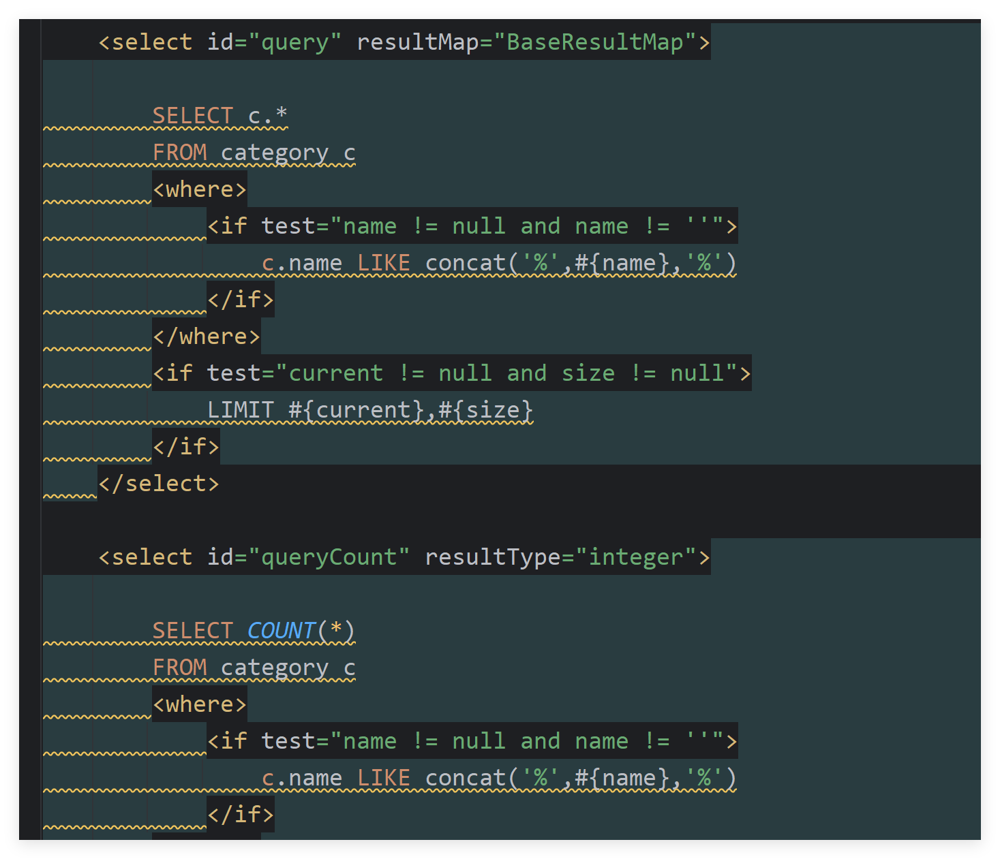 <select id="query" resultMap="BaseResultMap">
SELECT c.*
FROM category c
<where>
<if test="name != null and name != ''">
c.name LIKE concat('%',#{name},'%')
</if>
</where>
<if test="current != null and size != null">
LIMIT #{current},#{size}
</if>
</select>
<select id="queryCount" resultType="integer">
SELECT COUNT(*)
FROM category c
<where>
<if test="name != null and name != ''">
c.name LIKE concat('%',#{name},'%')
</if>